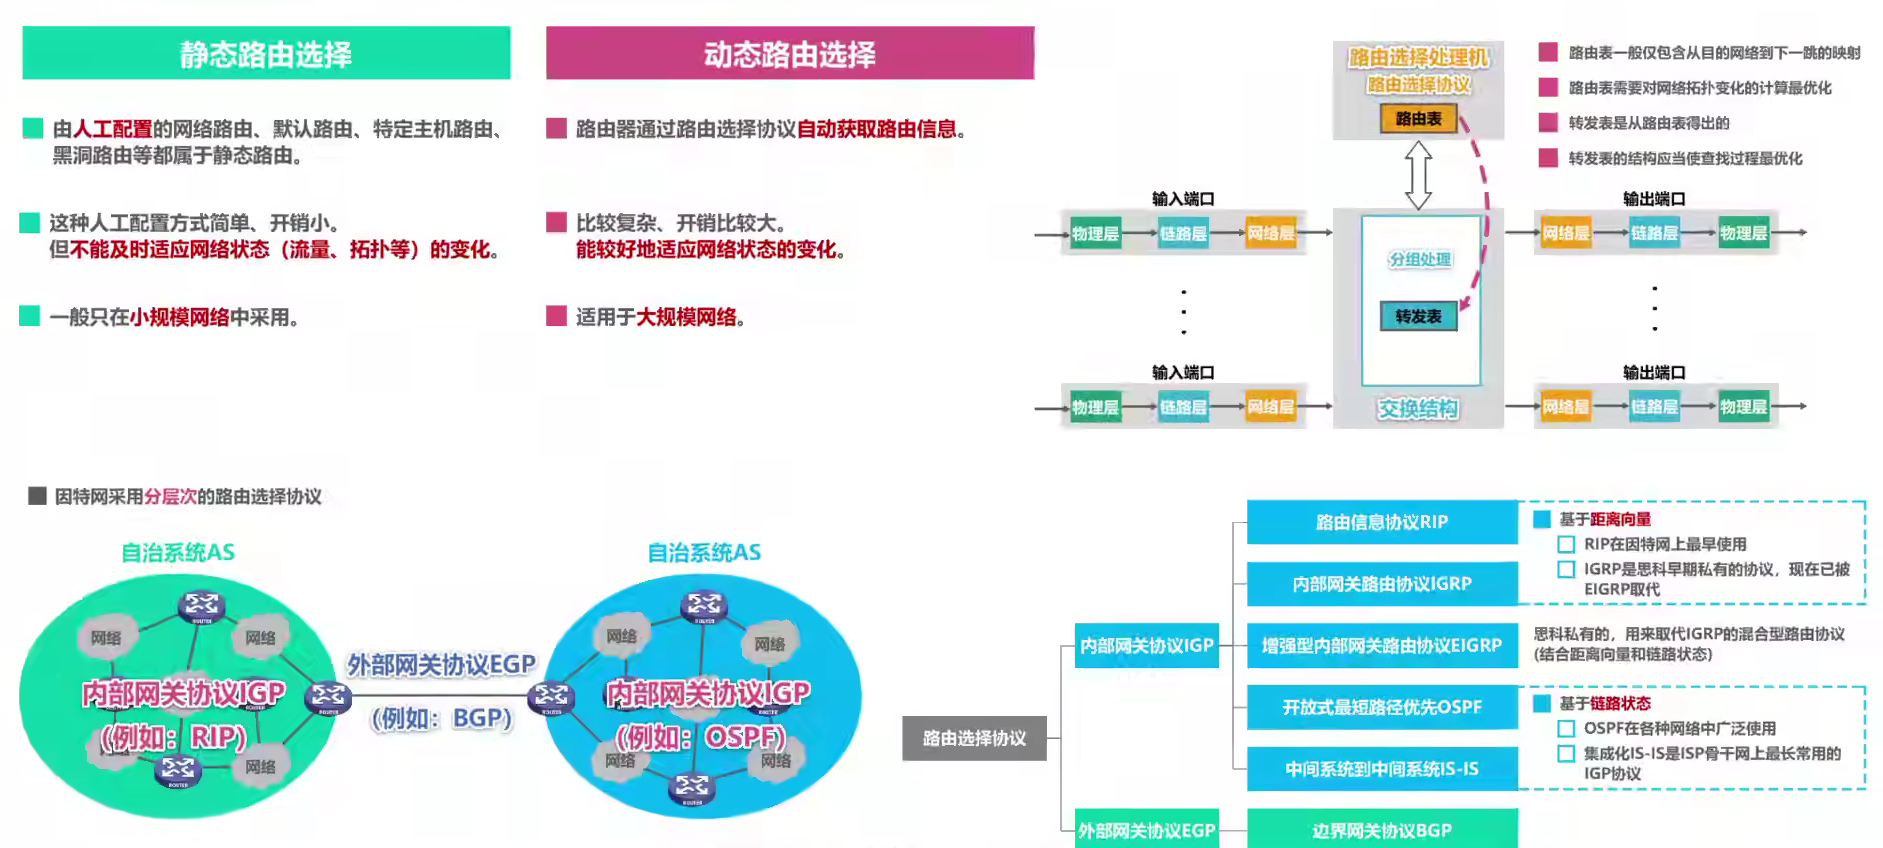 静态路由选择
由人工配置的网络路由、默认路由、特定主机路由、
黑洞路由等都属于静态路由。
这种人工配置方式简单、开销小。
但不能及时适应网络状态（流量、拓扑等）的变化。
一般只在小规模网络中采用。
动态路由选择
路由器通过路由选择协议自动获取路由信息。
比较复杂、开销比较大。
能较好地适应网络状态的变化。
适用于大规模网络。
路由选择处理机
路由选择协议
路由表
路由表一般仅包含从目的网络到下一跳的映射
路由表需要对网络拓扑变化的计算最优化
转发表是从路由表得出的
转发表的结构应当使查找过程最优化
输入端口
物理层
链路层
网络层
分组处理
转发表
输出端口
网络层
链路层
物理层
输入端口
物理层
链路层
网络层
交换结构
输出端口
网络层
链路层
物理层
因特网采用分层次的路由选择协议
自治系统AS
ROUTER
网络
网络
内部网关协议IGP
(例如：RIP)
网络
网络
ROUTER
ROUTER
外部网关协议EGP
(例如：BGP)
自治系统AS
ROUTER
网络
网络
ROUTER
内部网关协议IGP
(例如：OSPF)
网络
网络
ROUTER
路由选择协议
内部网关协议IGP
路由信息协议RIP
内部网关路由协议IGRP
增强型内部网关路由协议EIGRP
开放式最短路径优先OSPF
中间系统到中间系统IS-IS
外部网关协议EGP
边界网关协议BGP
基于距离向量
RIP在因特网上最早使用
IGRP是思科早期私有的协议，现在已被
EIGRP取代
思科私有的，用来取代IGRP的混合型路由协议
(结合距离向量和链路状态)
基于链路状态
OSPF在各种网络中广泛使用
集成化IS-IS是ISP骨干网上最长常用的
IGP协议